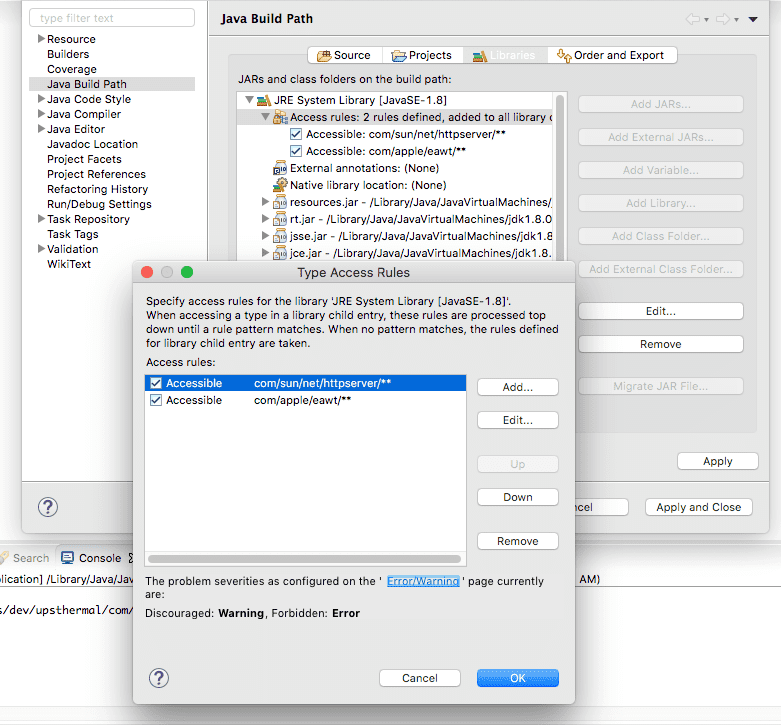 type filter text
Resource
Builders
Coverage
Java Build Path
Java Code Style
Java Compiler
Java Editor
Javadoc Location
Project Facets
Project References
Refactoring History
Run/Debug Settings
Task Repository
Task Tags
Validation
WikiText
Java Build Path
Source Projects Libraries Order and Export
JARs and class folders on the build path:
JRE System Library [JavaSE-1.8]
Access rules: 2 rules defined, added to all library c
Accessible: com/sun/net/httpserver/**
Accessible: com/apple/eawt/**
External annotations: (None)
Native library location: (None)
resources.jar - /Library/Java/JavaVirtualMachines/
rt.jar - /Library/Java/JavaVirtualMachines/jdk1.8.0
jsse.jar - /Library/Java/JavaVirtualMachines/jdk1.8
jce.jar - /Library/Java/JavaVirtualMachines/jdk1.8.
Add JARs...
Add External JARs...
Add Variable...
Add Library...
Add Class Folder...
Add External Class Folder...
Edit...
Remove
Migrate JAR File...
Apply
ncel
Apply and Close
Type Access Rules
Specify access rules for the library 'JRE System Library [JavaSE-1.8]'.
When accessing a type in a library child entry, these rules are processed top
down until a rule pattern matches. When no pattern matches, the rules defined
for library child entry are taken.
Access rules:
Accessible com/sun/net/httpserver/**
Accessible com/apple/eawt/**
Add...
Edit...
Up
Down
Remove
The problem severities as configured on the ' Error/Warning ' page currently
are:
Discouraged: Warning, Forbidden: Error
?
Cancel
OK
?
Search Console
plication] /Library/Java/Jav
AM)
s/dev/upsthermal/com/